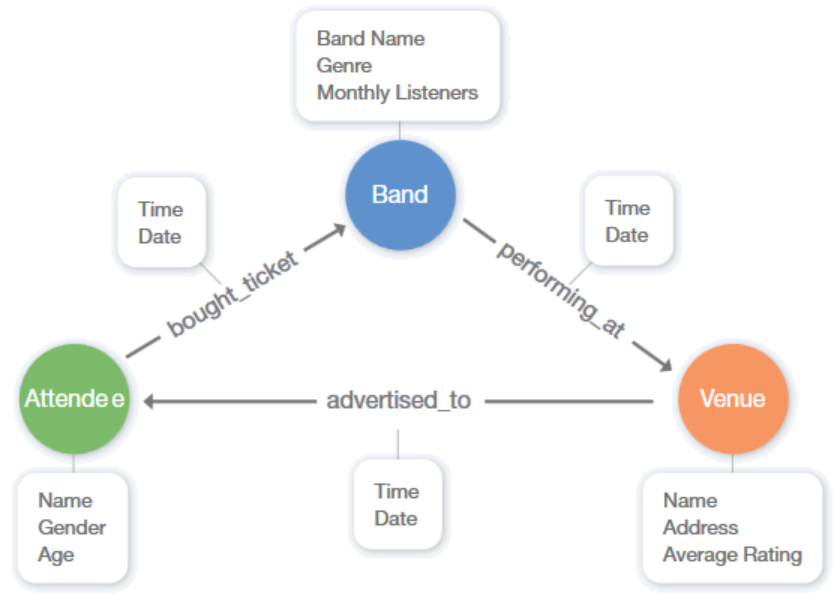 Band Name
Genre
Monthly Listeners
Band
Time
Date
Time
Date
bought_ticket
performing_at
Attendee
advertised_to
Venue
Name
Gender
Age
Time
Date
Name
Address
Average Rating